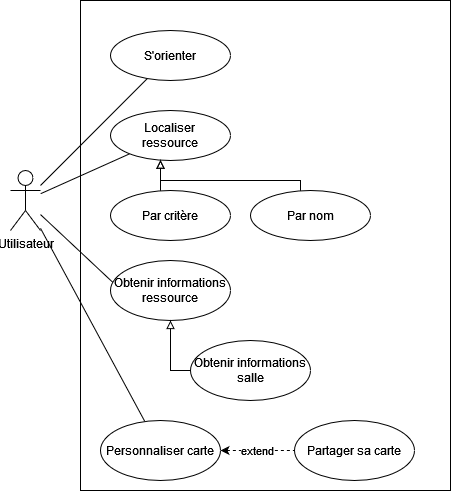 S'orienter
Localiser
ressource
Par critère
Par nom
Utilisateur
Obtenir informations
ressource
Obtenir informations
salle
Personnaliser carte
extend
Partager sa carte